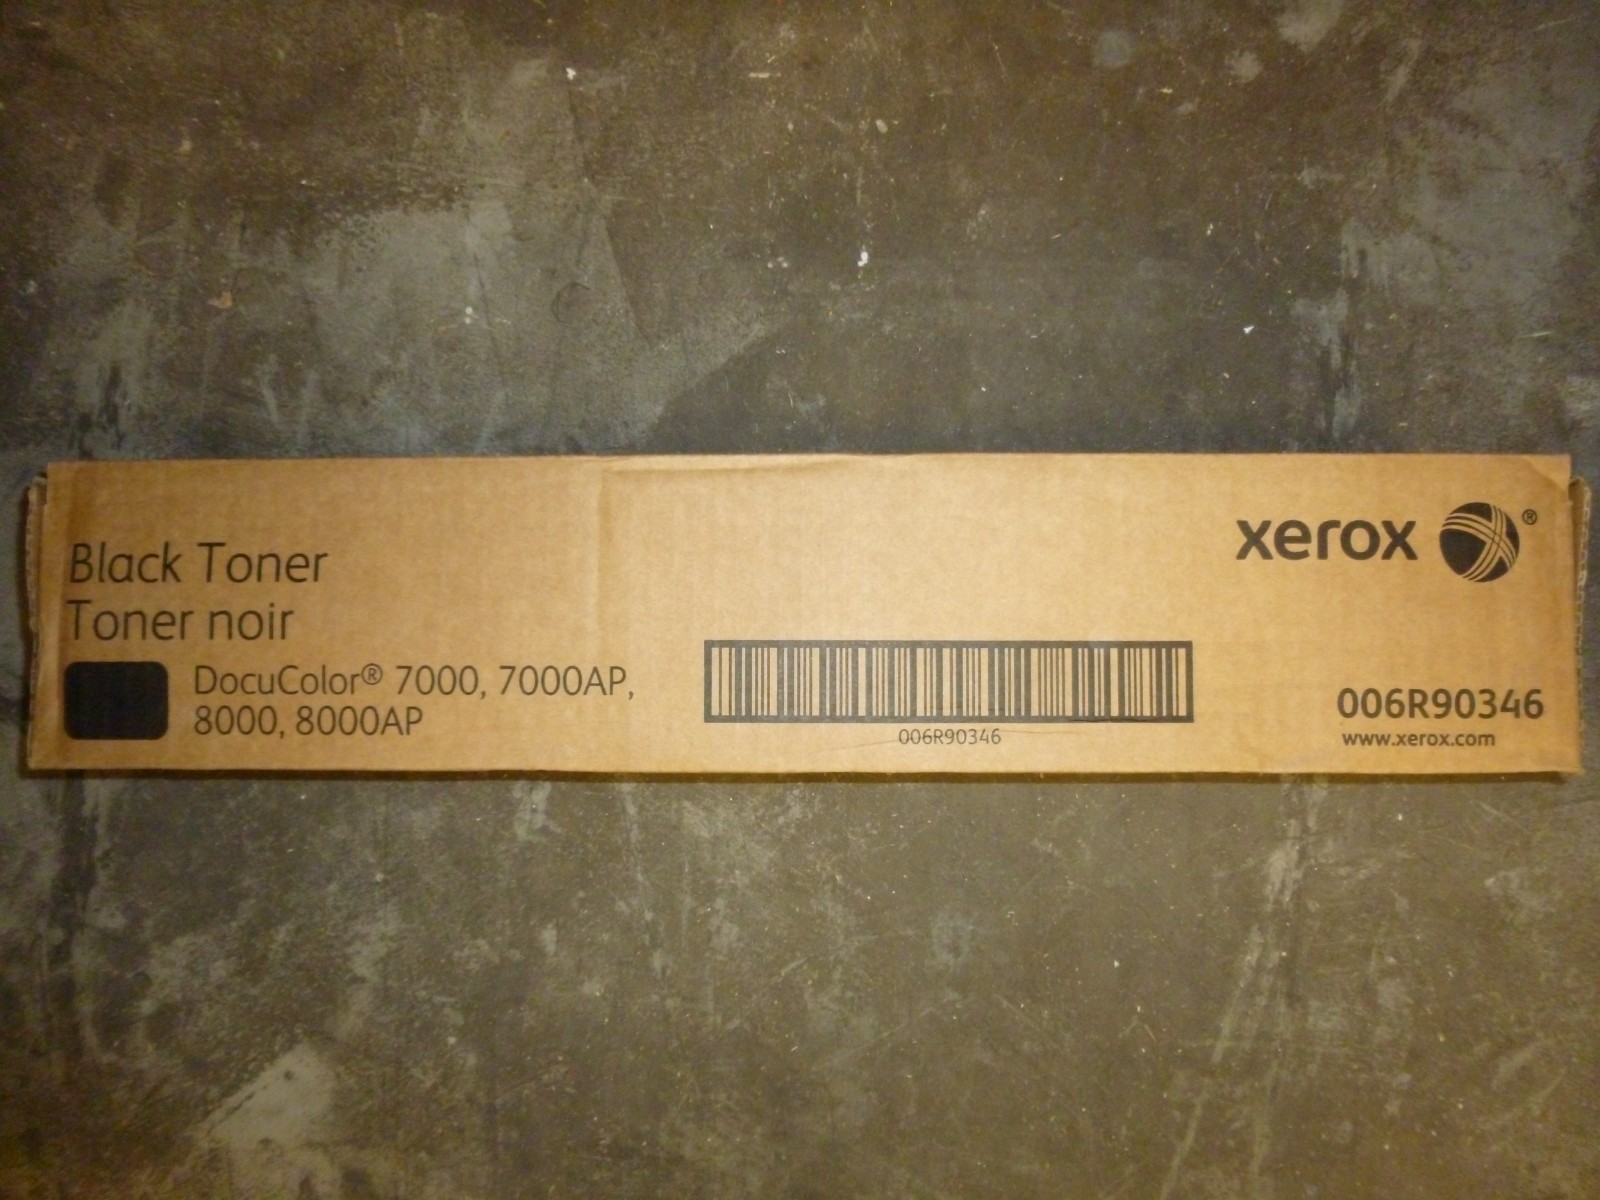 Black Toner
Toner noir
DocuColor® 7000, 7000AP,
8000, 8000AP
006R90346
xerox ®
006R90346
www.xerox.com